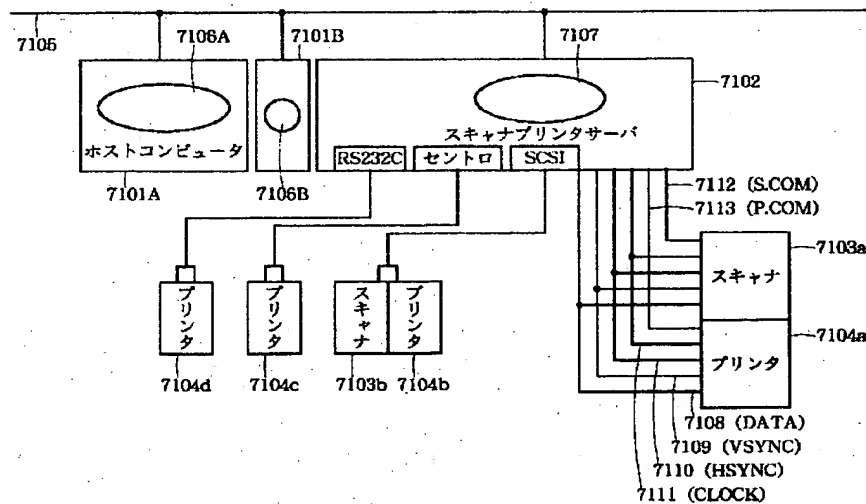 7105
7106A
7101B
7107
7102
ホストコンピュータ
スキャナプリンタサーバ
RS232C
セントロ
SCSI
7101A
7106B
7112 (S.COM)
7113 (P.COM)
7103a
スキャナ
プリンタ
プリンタ
スキャナ
プリンタ
7104a
プリンタ
7104d
7104c
7103b
7104b
7108 (DATA)
7109 (VSYNC)
7110 (HSYNC)
7111 (CLOCK)